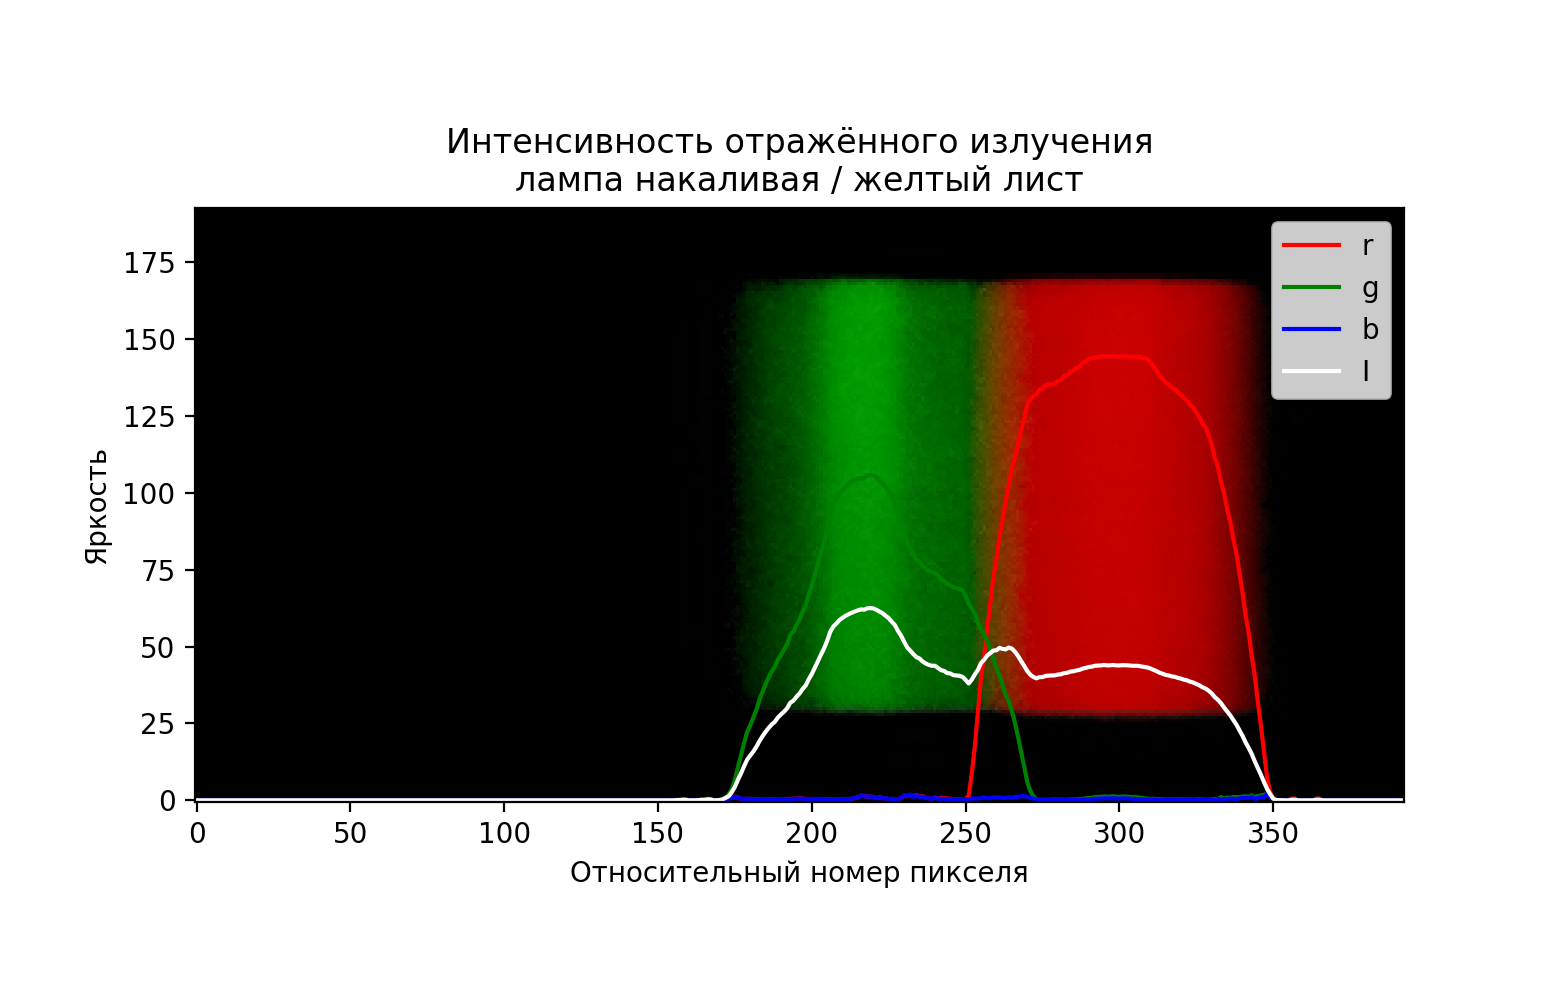 Интенсивность отражённого излучения
лампа накаливая / желтый лист
r
g
b
l
175
150
125
100
75
50
25
0
Яркость
0 50 100 150 200 250 300 350
Относительный номер пикселя